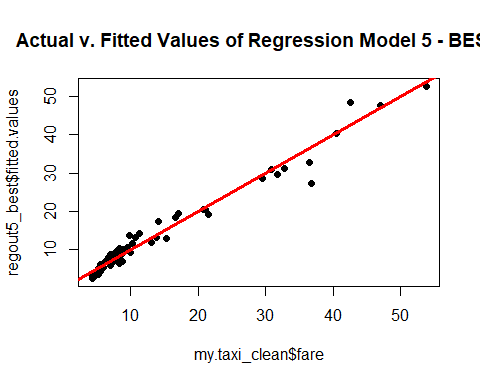 Actual v. Fitted Values of Regression Model 5 - BES
regout5_best$fitted.values
50
40
30
20
10
10 20 30 40 50
my.taxi_clean$fare